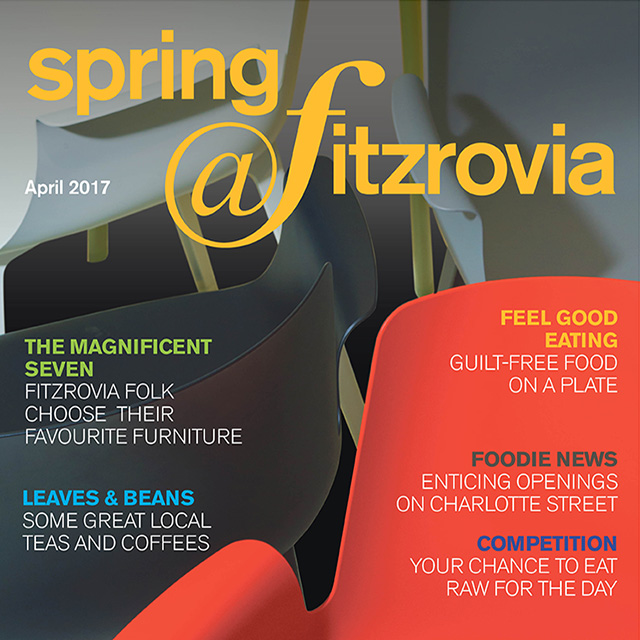 spring
@fitzrovia
April 2017
THE MAGNIFICENT
SEVEN
FITZROVIA FOLK
CHOOSE THEIR
FAVOURITE FURNITURE
LEAVES & BEANS
SOME GREAT LOCAL
TEAS AND COFFEES
FEEL GOOD
EATING
GUILT-FREE FOOD
ON A PLATE
FOODIE NEWS
ENTICING OPENINGS
ON CHARLOTTE STREET
COMPETITION
YOUR CHANCE TO EAT
RAW FOR THE DAY